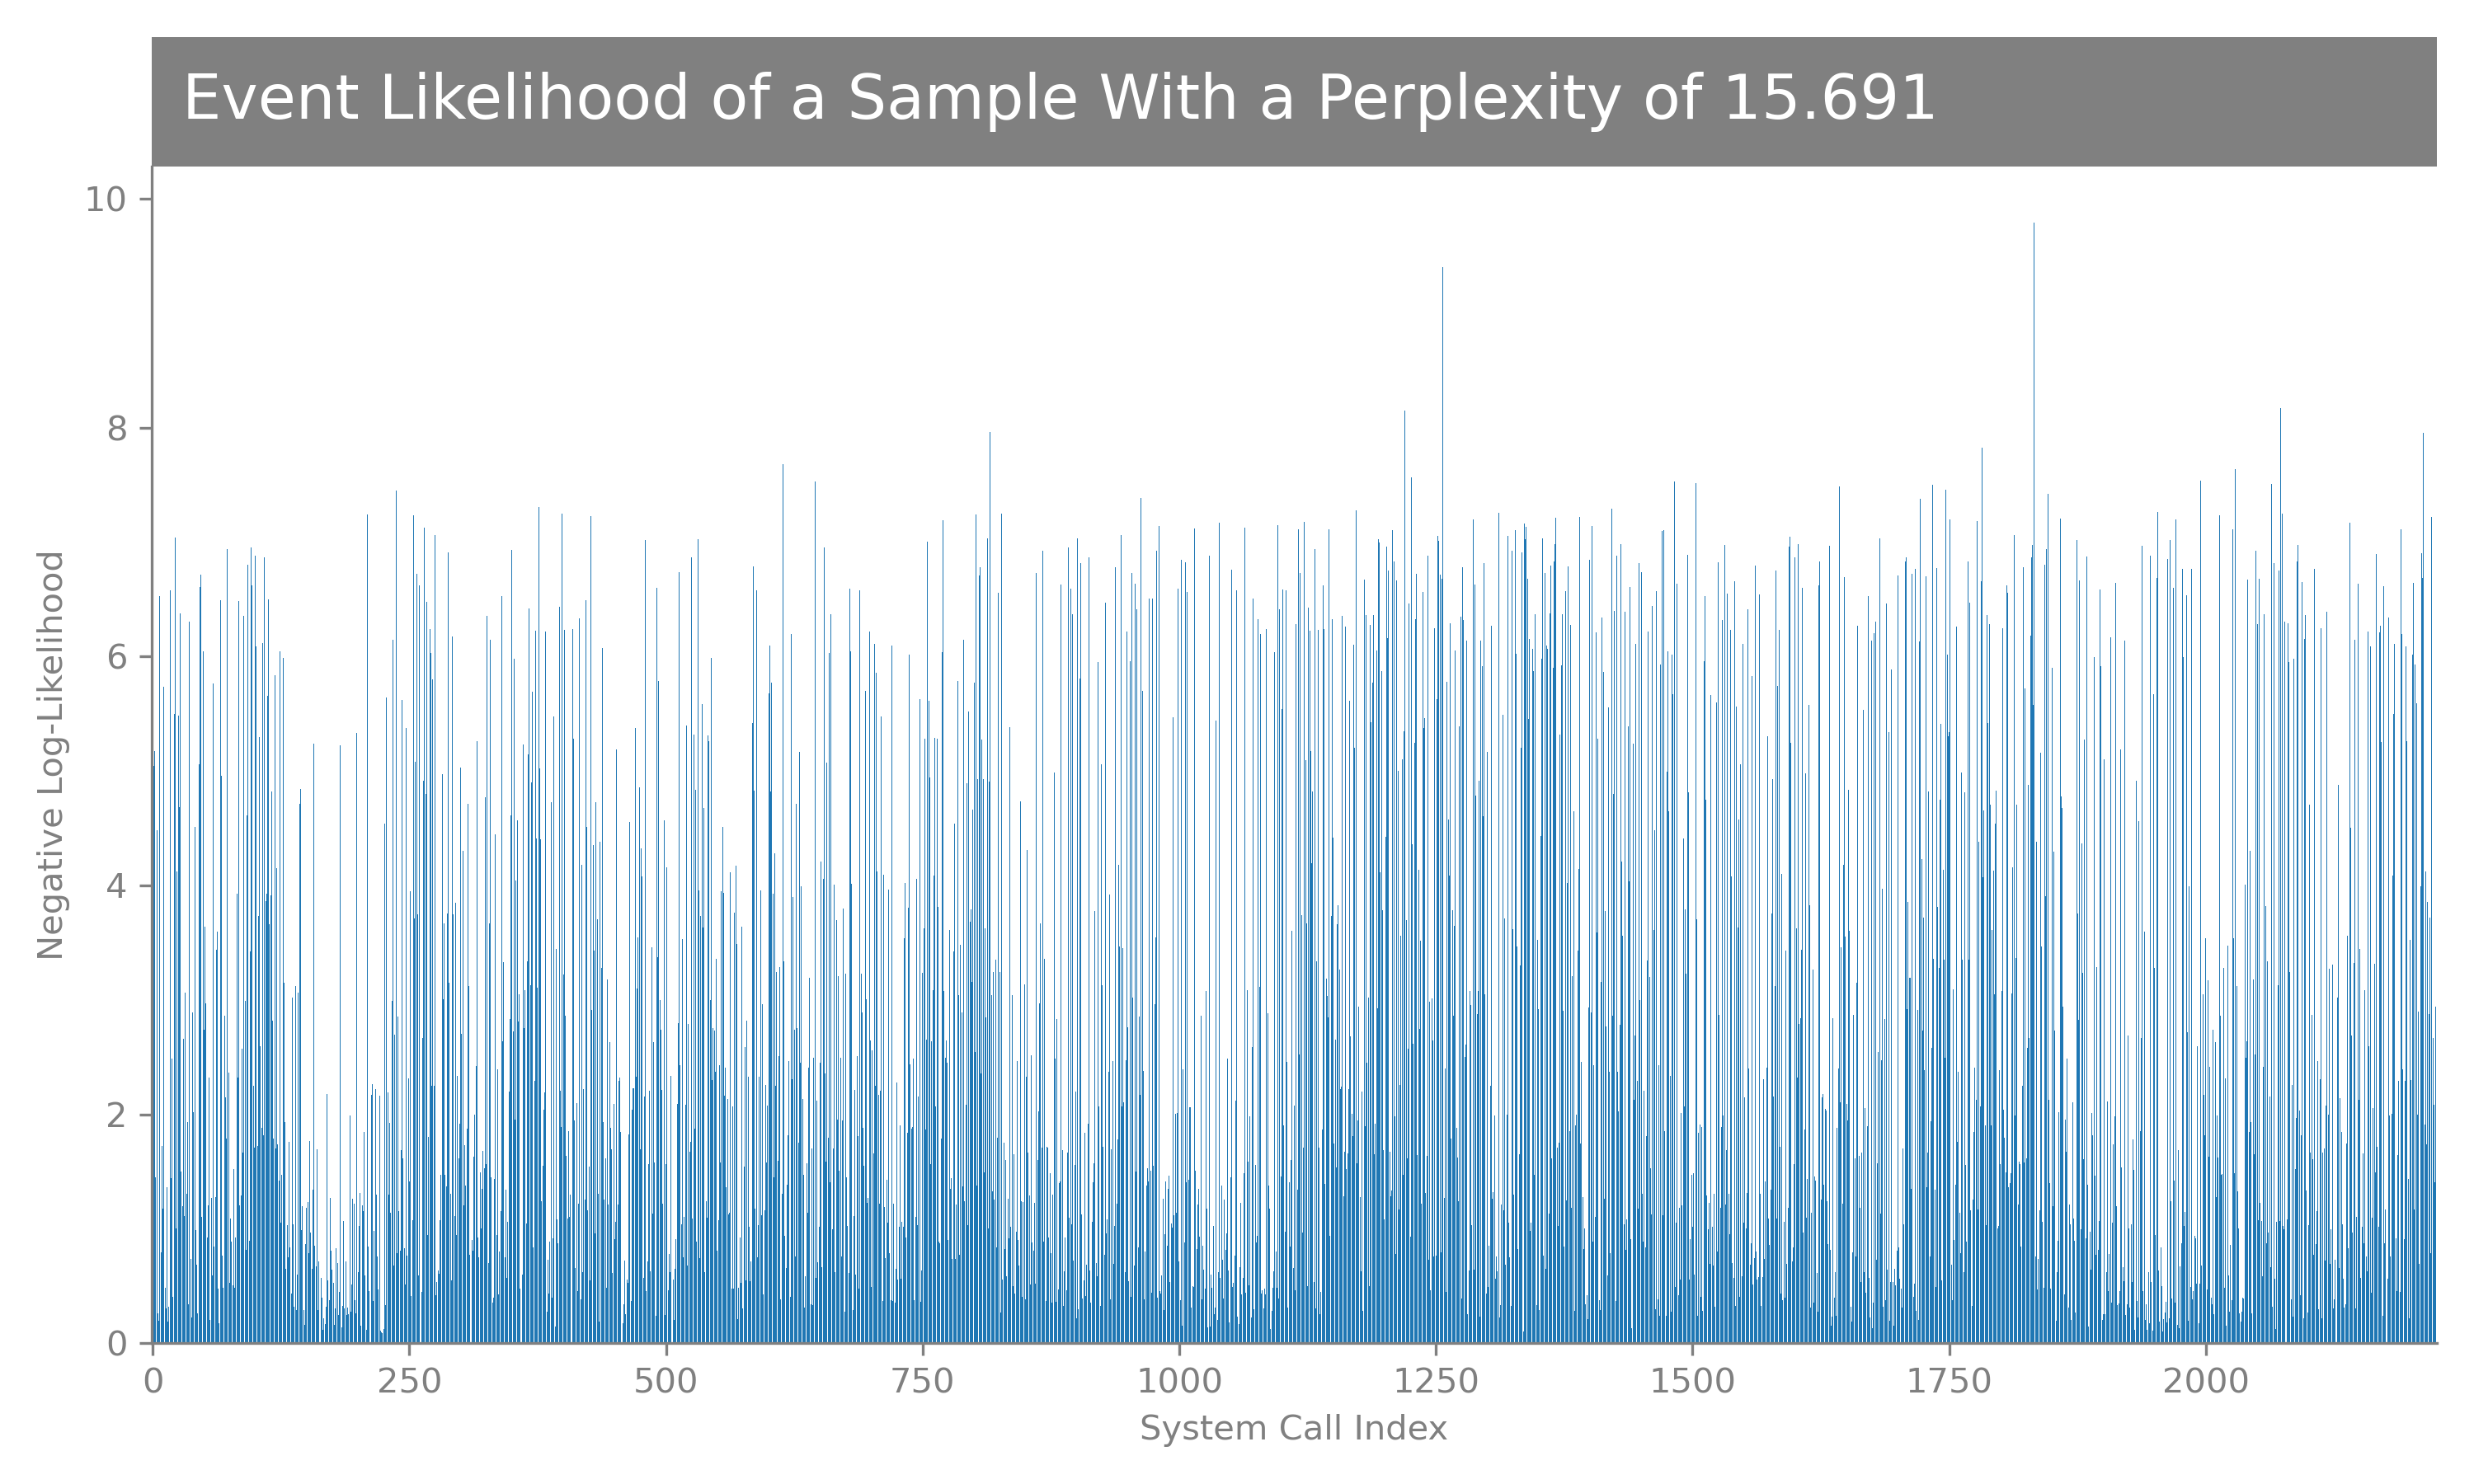 Event Likelihood of a Sample With a Perplexity of 15.691
10
8
6
4
2
0
Negative Log-Likelihood
0 250 500 750 1000 1250 1500 1750 2000
System Call Index